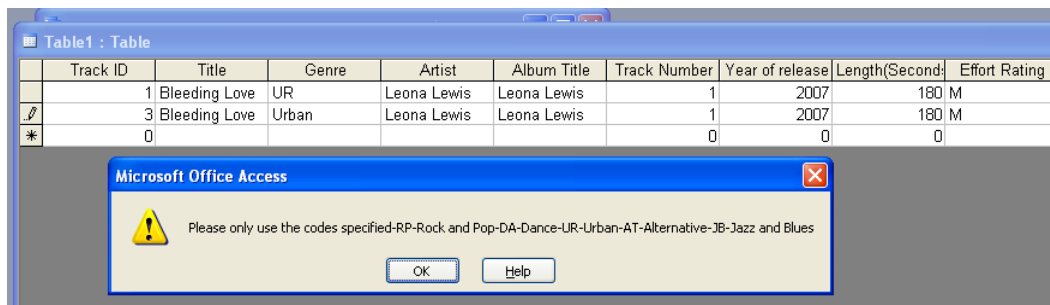 Table1 : Table
Track ID Title Genre Artist Album Title Track Number Year of release Length(Seconds Effort Rating
1 Bleeding Love UR Leona Lewis Leona Lewis 1 2007 180 M
3 Bleeding Love Urban Leona Lewis Leona Lewis 1 2007 180 M
0 0 0 0
Microsoft Office Access
Please only use the codes specified-RP-Rock and Pop-DA-Dance-UR-Urban-AT-Alternative-JB-Jazz and Blues
OK Help